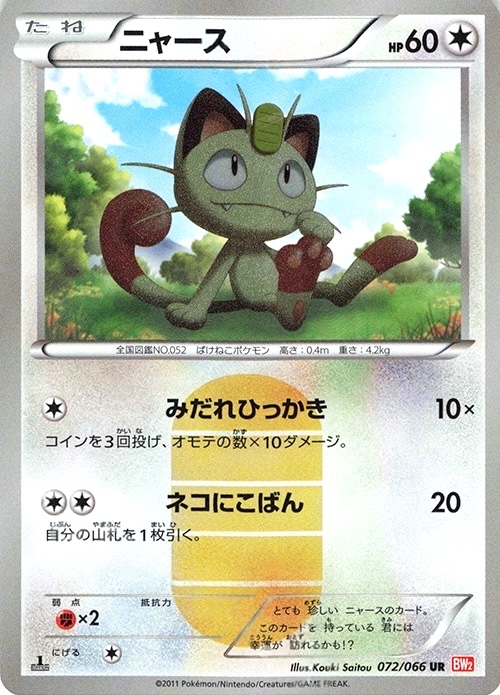 たね ニャース HP60
全国図鑑NO.052 ばけねこポケモン 高さ:0.4m 重さ:4.2kg
みだれひっかき 10×
コインを3回投げ、オモテの数×10ダメージ。
ネコにこばん 20
自分の山札を1枚引く。
弱点 抵抗力
×2
にげる
とても 珍しい ニャースのカード。
このカードを 持っている 君には
幸運が 訪れるかも!?
Illus. Kouki Saitou 072/066 UR BW2
©2011 Pokémon/Nintendo/Creatures/GAME FREAK.